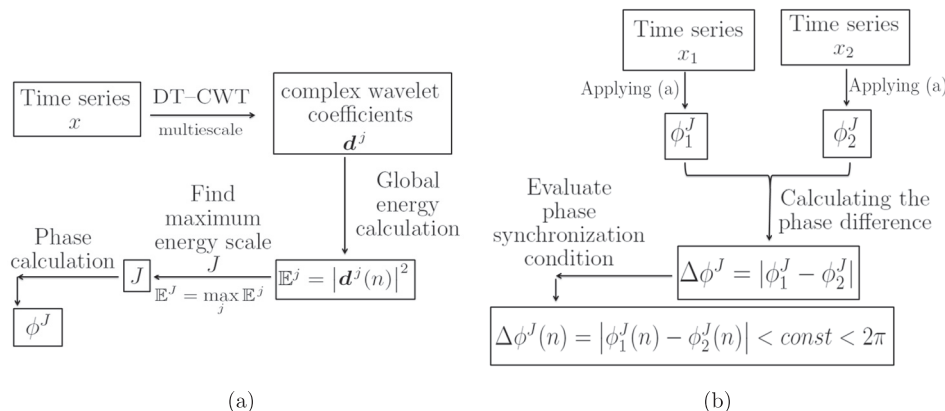 Time series
x
DT–CWT
multiescale
complex wavelet
coefficients
d^j
Global
energy
calculation
𝔼^j = |d^j(n)|^2
Find
maximum
energy scale
J
𝔼^J = max_j 𝔼^j
J
Phase
calculation
ϕ^J
(a)
Time series
x_1
Time series
x_2
Applying (a)
Applying (a)
ϕ_1^J
ϕ_2^J
Calculating the
phase difference
Δϕ^J = |ϕ_1^J − ϕ_2^J|
Evaluate
phase
synchronization
condition
Δϕ^J(n) = |ϕ_1^J(n) − ϕ_2^J(n)| < const < 2π
(b)